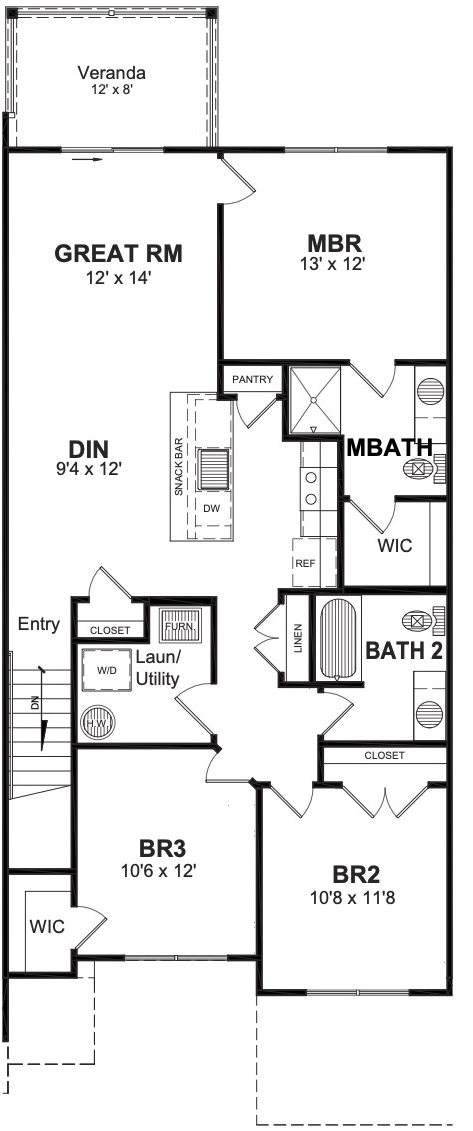 Veranda
12' x 8'
GREAT RM
12' x 14'
MBR
13' x 12'
PANTRY
DIN
9'4 x 12'
SNACK BAR
DW
MBATH
WIC
REF
Entry
CLOSET
FURN.
LINEN
BATH 2
W/D
Laun/
Utility
DN
H.W.
CLOSET
BR3
10'6 x 12'
BR2
10'8 x 11'8
WIC